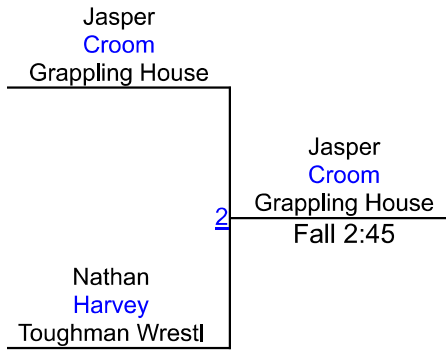 Jasper
Croom
Grappling House
Jasper
Croom
Grappling House
2
Fall 2:45
Nathan
Harvey
Toughman Wrestl